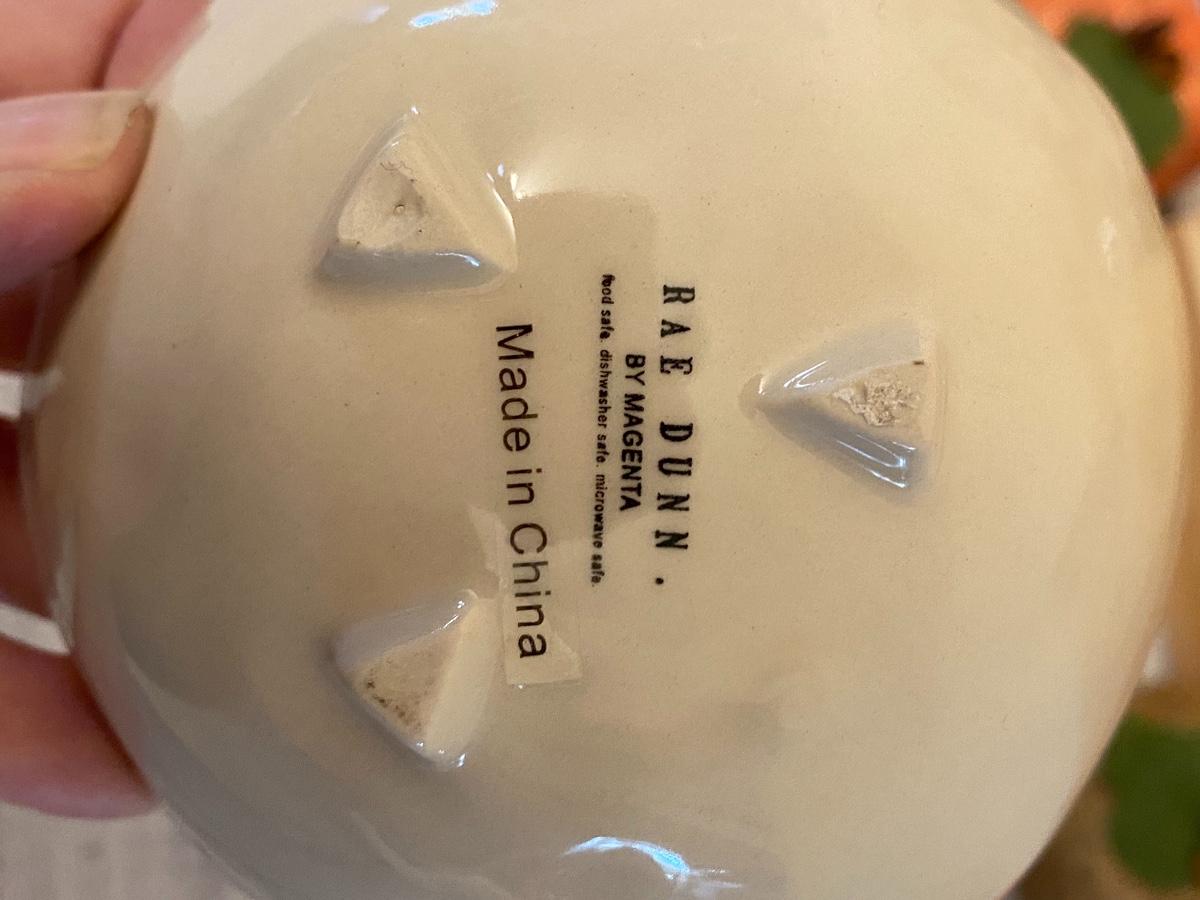 RAE DUNN.
BY MAGENTA
food safe. dishwasher safe. microwave safe.
Made in China